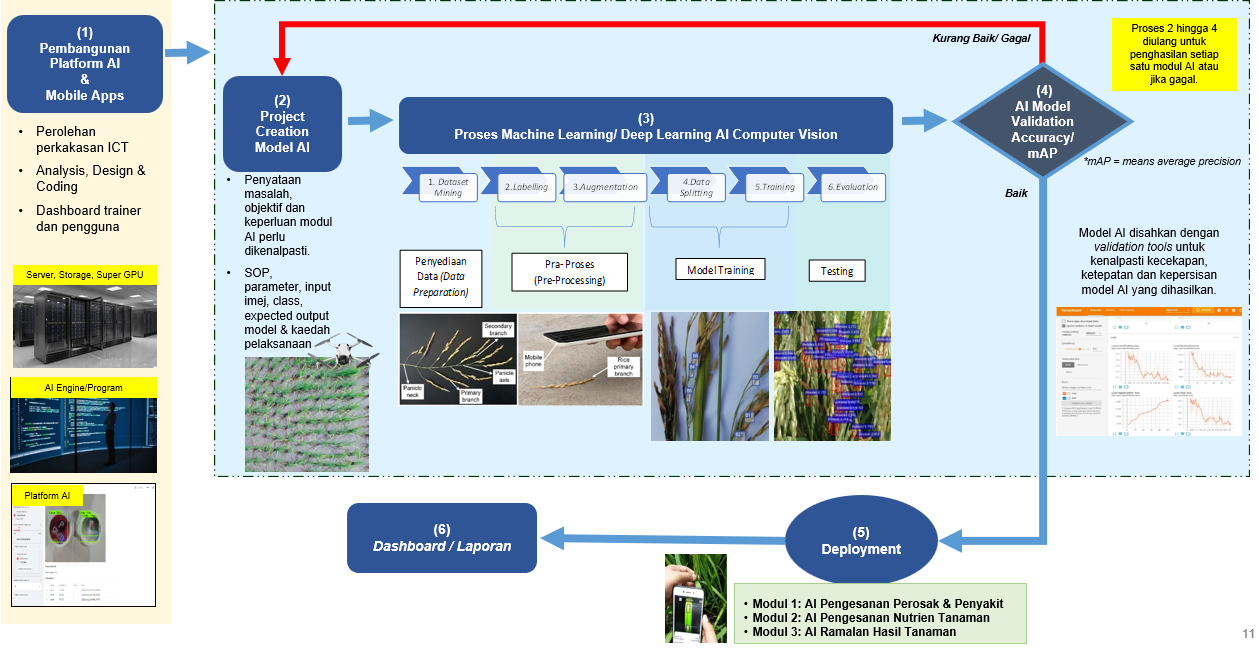 (1)
Pembangunan
Platform AI
&
Mobile Apps
• Perolehan
perkakasan ICT
• Analysis, Design &
Coding
• Dashboard trainer
dan pengguna
Server, Storage, Super GPU
AI Engine/Program
Platform AI
(2)
Project
Creation
Model AI
• Penyataan
masalah,
objektif dan
keperluan modul
AI perlu
dikenalpasti.
• SOP,
parameter, input
imej, class,
expected output
model & kaedah
pelaksanaan
(3)
Proses Machine Learning/ Deep Learning AI Computer Vision
1. Dataset
Mining
2.Labelling
3.Augmentation
4.Data
Splitting
5.Training
6.Evaluation
Penyediaan
Data (Data
Preparation)
Pra- Proses
(Pre-Processing)
Model Training
Testing
Secondary
branch
Panicle
axis
Panicle
neck
Primary
branch
Mobile
phone
Rice
primary
branch
Kurang Baik/ Gagal
Proses 2 hingga 4
diulang untuk
penghasilan setiap
satu modul AI atau
jika gagal.
(4)
AI Model
Validation
Accuracy/
mAP
*mAP = means average precision
Baik
Model AI disahkan dengan
validation tools untuk
kenalpasti kecekapan,
ketepatan dan kepersisan
model AI yang dihasilkan.
(5)
Deployment
(6)
Dashboard / Laporan
• Modul 1: AI Pengesanan Perosak & Penyakit
• Modul 2: AI Pengesanan Nutrien Tanaman
• Modul 3: AI Ramalan Hasil Tanaman
11